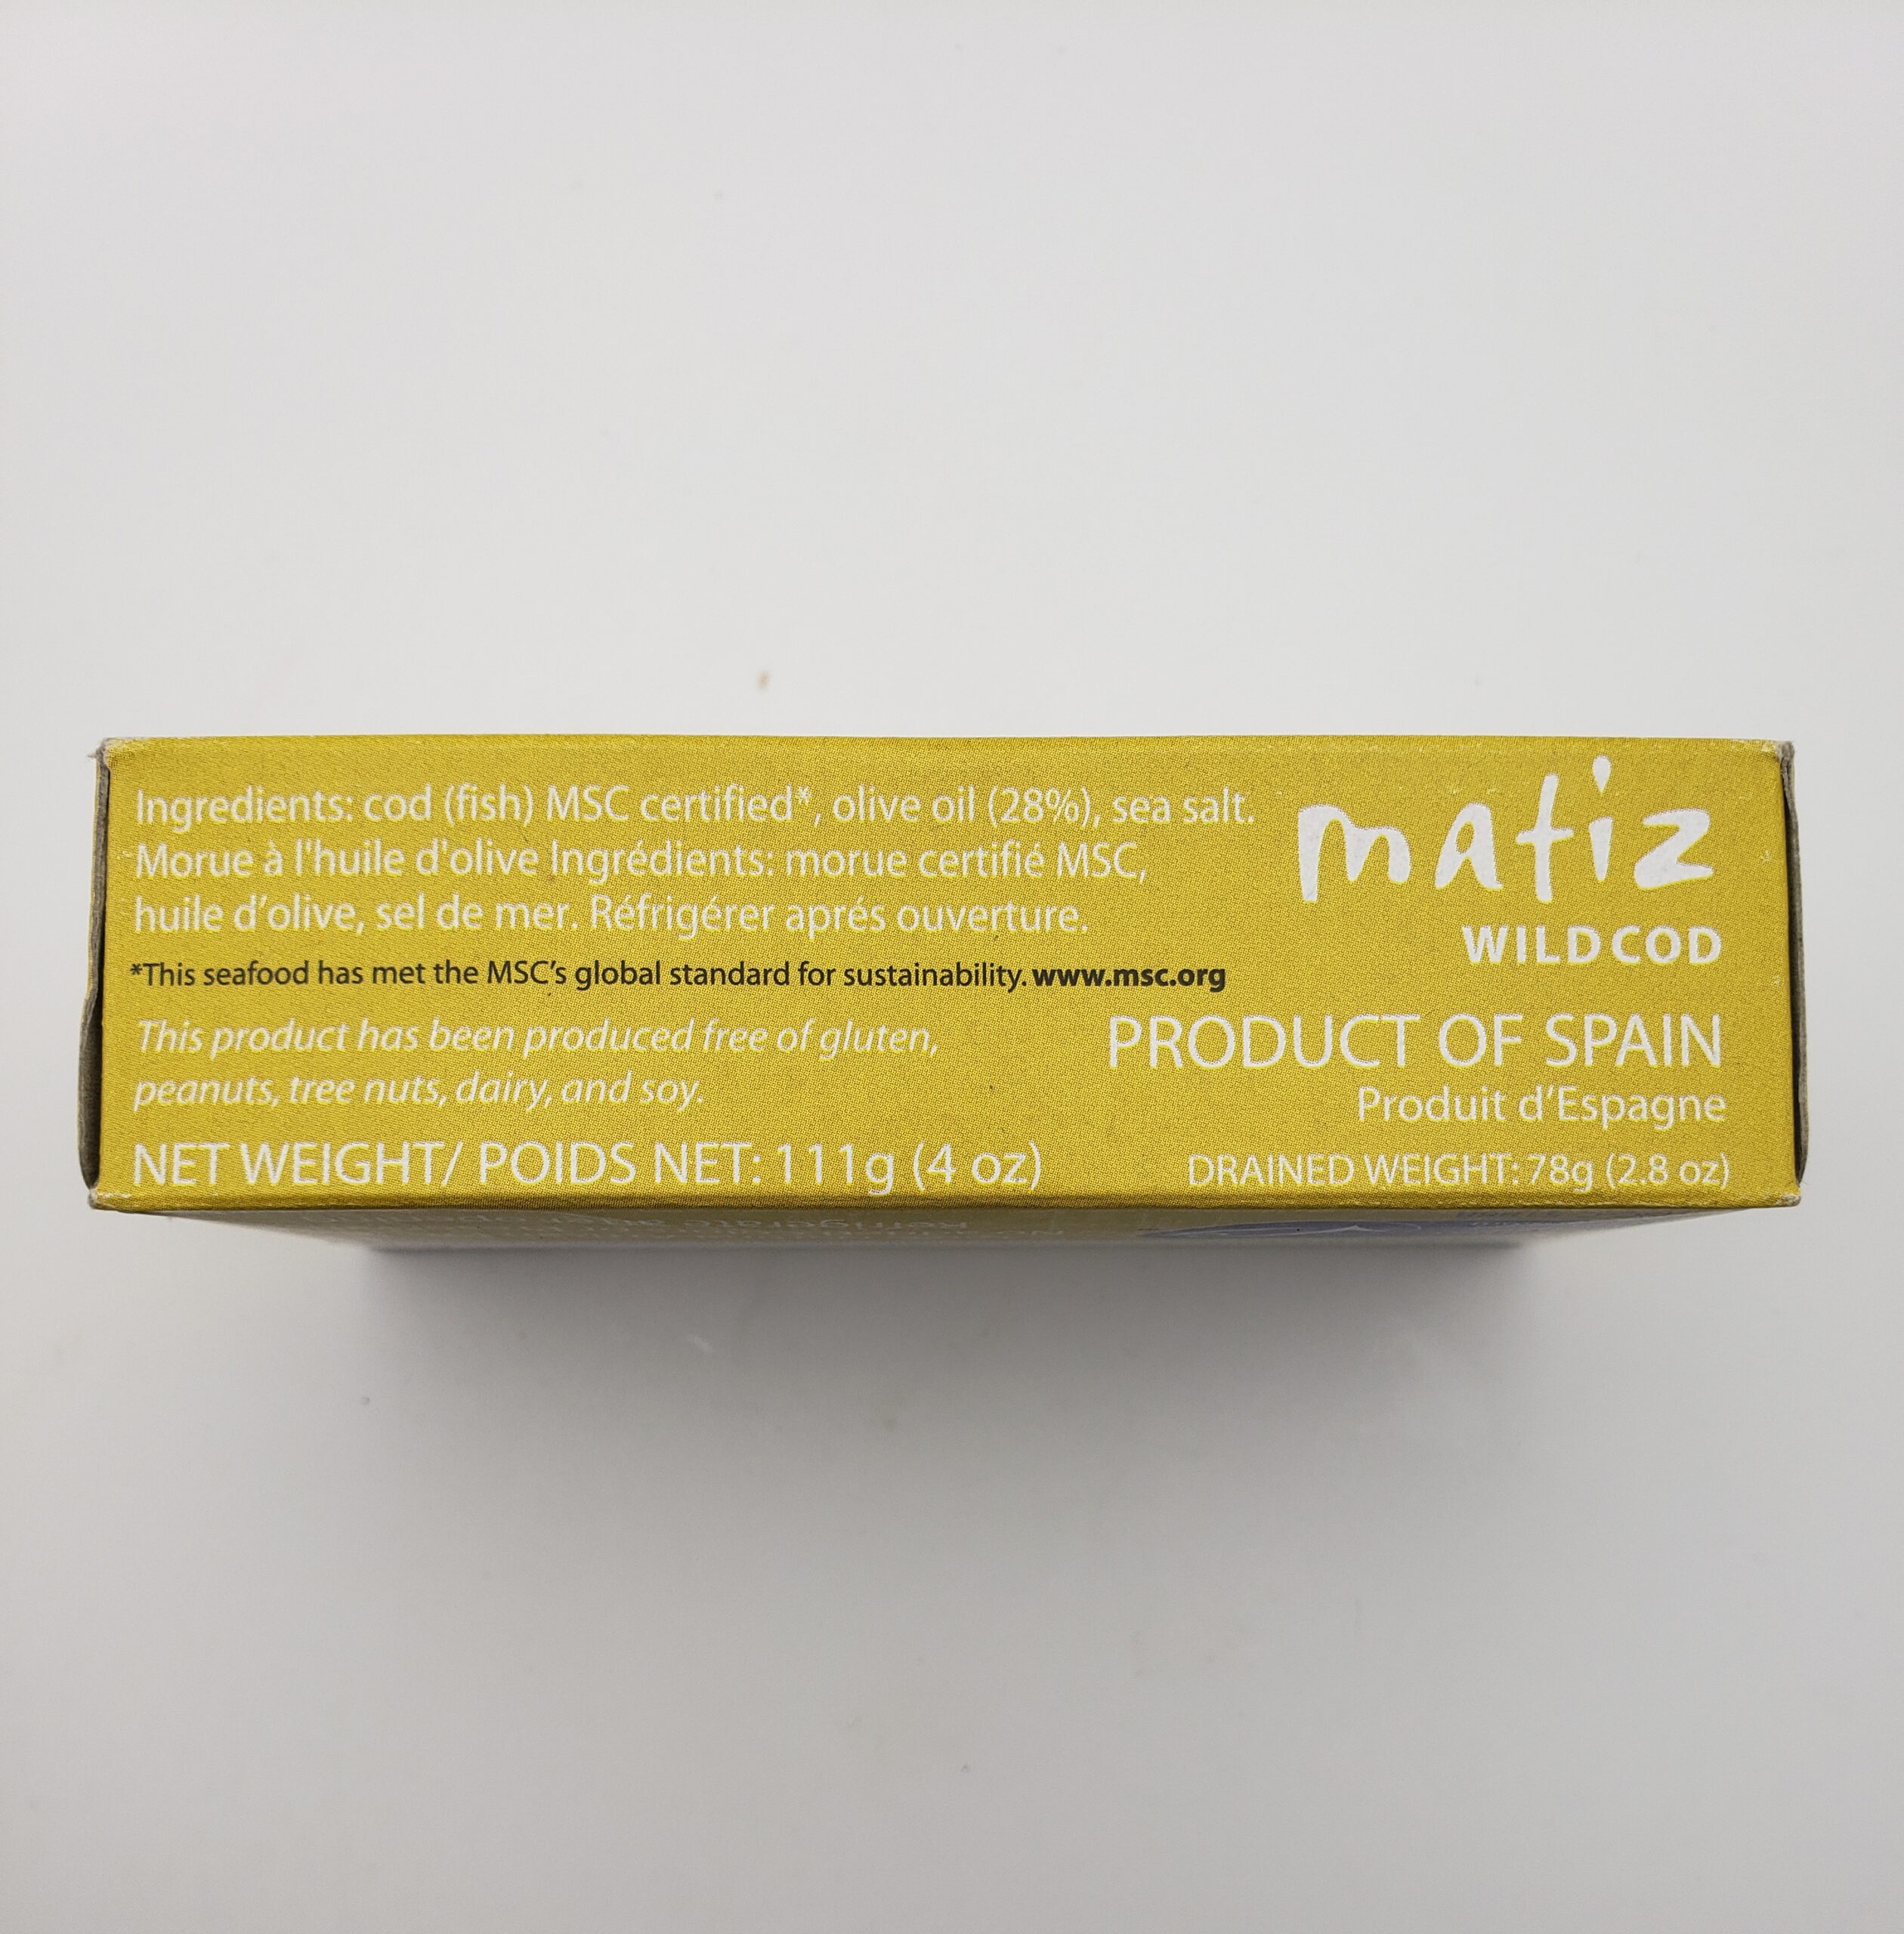 Ingredients: cod (fish) MSC certified*, olive oil (28%), sea salt.
Morue à l'huile d'olive Ingrédients: morue certifié MSC,
huile d'olive, sel de mer. Réfrigérer aprés ouverture.
*This seafood has met the MSC's global standard for sustainability. www.msc.org
This product has been produced free of gluten,
peanuts, tree nuts, dairy, and soy.
NET WEIGHT/ POIDS NET: 111g (4 oz)
matiz
WILD COD
PRODUCT OF SPAIN
Produit d'Espagne
DRAINED WEIGHT: 78g (2.8 oz)